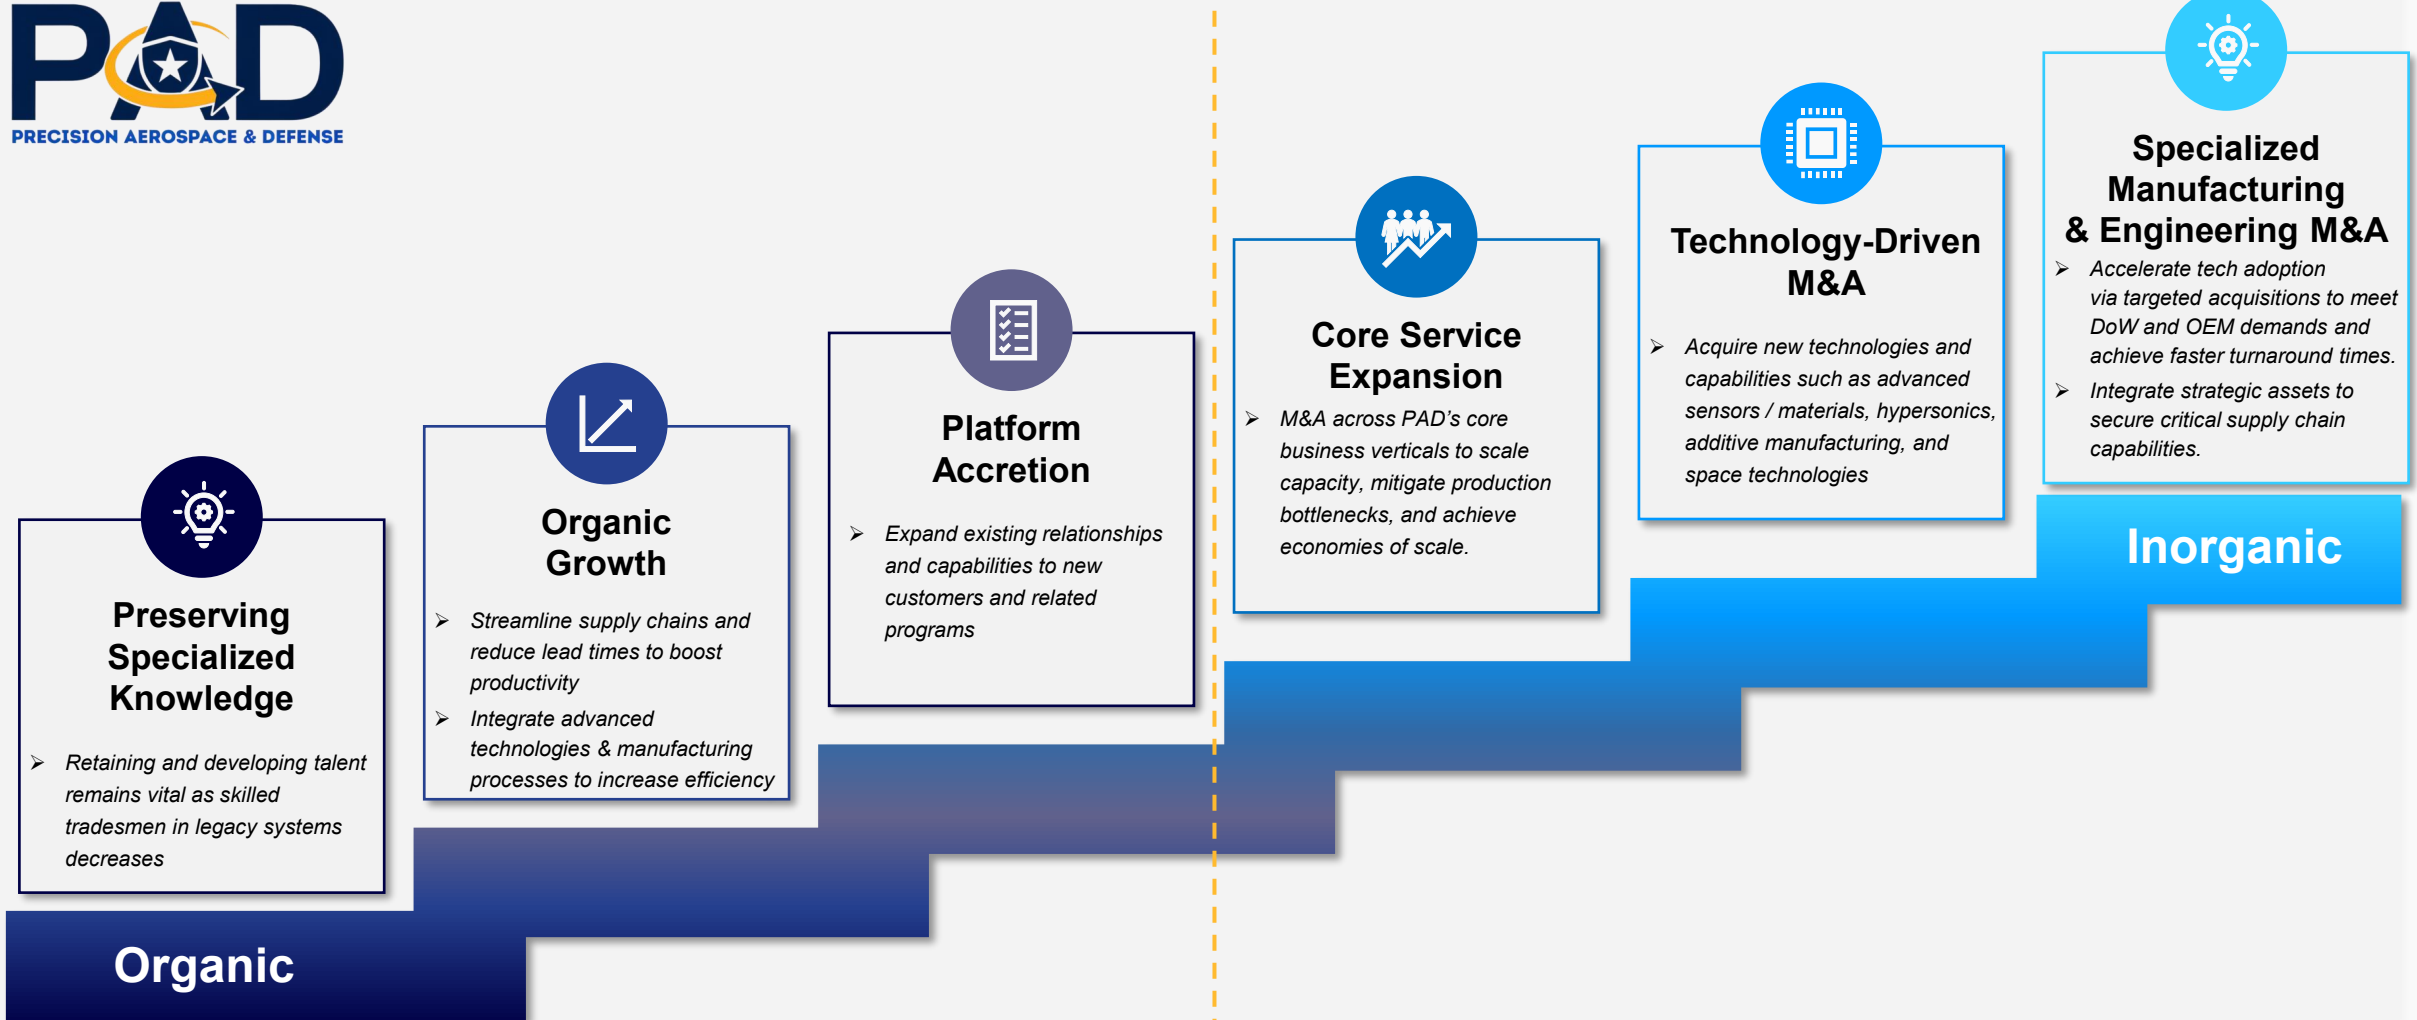 PAD
PRECISION AEROSPACE & DEFENSE
Preserving
Specialized
Knowledge
➢ Retaining and developing talent
remains vital as skilled
tradesmen in legacy systems
decreases
Organic
Growth
➢ Streamline supply chains and
reduce lead times to boost
productivity
➢ Integrate advanced
technologies & manufacturing
processes to increase efficiency
Platform
Accretion
➢ Expand existing relationships
and capabilities to new
customers and related
programs
Core Service
Expansion
➢ M&A across PAD’s core
business verticals to scale
capacity, mitigate production
bottlenecks, and achieve
economies of scale.
Technology-Driven
M&A
➢ Acquire new technologies and
capabilities such as advanced
sensors / materials, hypersonics,
additive manufacturing, and
space technologies
Specialized
Manufacturing
& Engineering M&A
➢ Accelerate tech adoption
via targeted acquisitions to meet
DoW and OEM demands and
achieve faster turnaround times.
➢ Integrate strategic assets to
secure critical supply chain
capabilities.
Organic
Inorganic